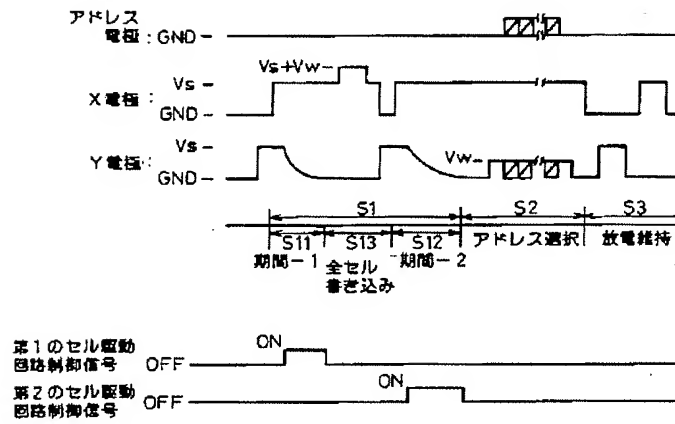 アドレス
電極：GND
Vs+Vw
Vs
X電極：
GND
Vs
Y電極：
Vw
GND
S1 S2 S3
S11 S13 S12 アドレス選択 放電維持
期間－1 全セル 期間－2
書き込み
第1のセル駆動 ON
回路制御信号 OFF
第2のセル駆動 ON
回路制御信号 OFF